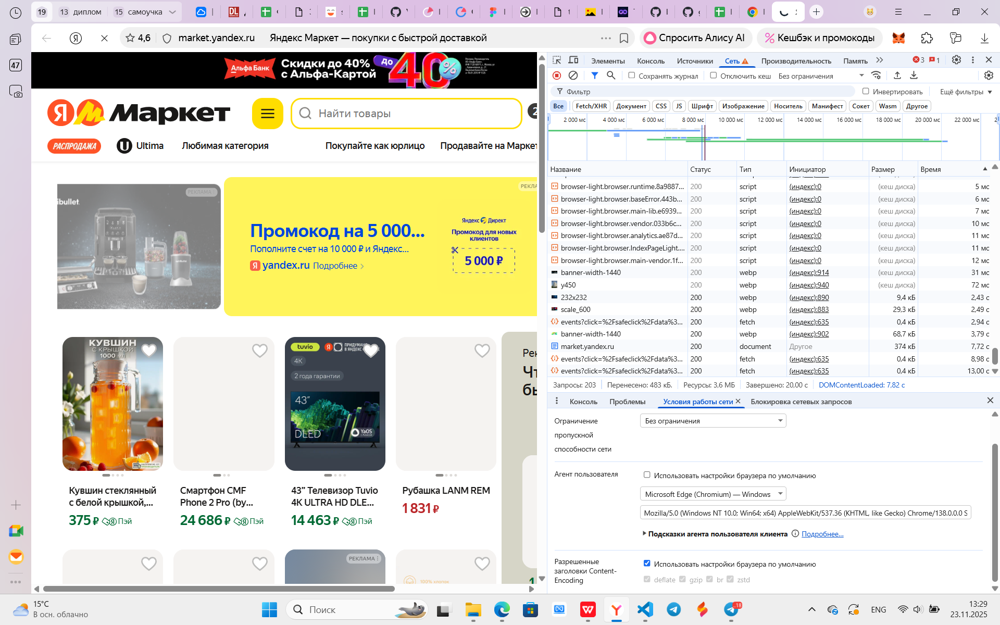 19
13 диплом
15 самоучка
4,6
market.yandex.ru
Яндекс Маркет — покупки с быстрой доставкой
Спросить Алису AI
Кешбэк и промокоды
47
Альфа Банк
Скидки до 40%
с Альфа-Картой
до 40 %
Я М Маркет
Найти товары
РАСПРОДАЖА
Ultima
Любимая категория
Покупайте как юрлицо
Продавайте на Маркет
ibullet.
РЕКЛАМА
РЕКЛА
Промокод на 5 000...
Пополните счет на 10 000 ₽ и Яндекс...
yandex.ru Подробнее
Яндекс Директ
Промокод для новых
клиентов
5 000 ₽
КУВШИН
С КРЫШКОЙ
1000 мл
tuvio
ПРИДУМАНО
В ЯНДЕКС
4K
2 года гарантии
43”
DLED
YaOS
Рек
Чт
бы
Кувшин стеклянный
с белой крышкой,...
375 ₽ Пэй
Смартфон CMF
Phone 2 Pro (by...
24 686 ₽ Пэй
43” Телевизор Tuvio
4K ULTRA HD DLE...
14 463 ₽ Пэй
Рубашка LANM REM
1 831 ₽
РЕКЛАМА
100% хлопок
1
Элементы
Консоль
Источники
Сеть
Производительность
Память
3
1
Сохранять журнал
Отключить кеш
Без ограничения
Фильтр
Инвертировать
Ещё фильтры
Все
Fetch/XHR
Документ
CSS
JS
Шрифт
Изображение
Носитель
Манифест
Сокет
Wasm
Другое
2 000 мс
4 000 мс
6 000 мс
8 000 мс
10 000 мс
12 000 мс
14 000 мс
16 000 мс
18 000 мс
20 000 мс
22 000 мс
2
Название Статус Тип Инициатор Размер Время
browser-light.browser.runtime.8a9887... 200 script (индекс):0 (кеш диска) 5 мс
browser-light.browser.baseError.443b... 200 script (индекс):0 (кеш диска) 6 мс
browser-light.browser.main-lib.e6939... 200 script (индекс):0 (кеш диска) 7 мс
browser-light.browser.vendor.033b6c... 200 script (индекс):0 (кеш диска) 10 мс
browser-light.browser.analytics.ae87d... 200 script (индекс):0 (кеш диска) 11 мс
browser-light.browser.IndexPageLight.... 200 script (индекс):0 (кеш диска) 11 мс
browser-light.browser.main-vendor.1f... 200 script (индекс):0 (кеш диска) 12 мс
banner-width-1440 200 webp (индекс):914 (кеш диска) 31 мс
y450 200 webp (индекс):940 (кеш диска) 72 мс
232x232 200 webp (индекс):890 9,4 кБ 2,43 с
scale_600 200 webp (индекс):883 29,3 кБ 2,49 с
events?click=%2Fsafeclick%2Fdata%3... 200 fetch (индекс):635 0,4 кБ 2,94 с
banner-width-1440 200 webp (индекс):902 68,7 кБ 3,79 с
market.yandex.ru 200 document Другое 374 кБ 7,72 с
events?click=%2Fsafeclick%2Fdata%3... 200 fetch (индекс):635 0,4 кБ 8,98 с
events?click=%2Fsafeclick%2Fdata%3... 200 fetch (индекс):635 0,4 кБ 13,00 с
Запросы: 203 Перенесено: 483 кБ. Ресурсы: 3,6 МБ Завершено: 20,00 с DOMContentLoaded: 7,82 с
Консоль
Проблемы
Условия работы сети
Блокировка сетевых запросов
Ограничение
пропускной
способности сети
Без ограничения
Агент пользователя
Использовать настройки браузера по умолчанию
Microsoft Edge (Chromium) — Windows
Mozilla/5.0 (Windows NT 10.0; Win64; x64) AppleWebKit/537.36 (KHTML, like Gecko) Chrome/138.0.0.0 S
Подсказки агента пользователя клиента
Подробнее...
Разрешенные
заголовки Content-
Encoding
Использовать настройки браузера по умолчанию
deflate gzip br zstd
15°C
В осн. облачно
Поиск
18
ENG
13:29
23.11.2025